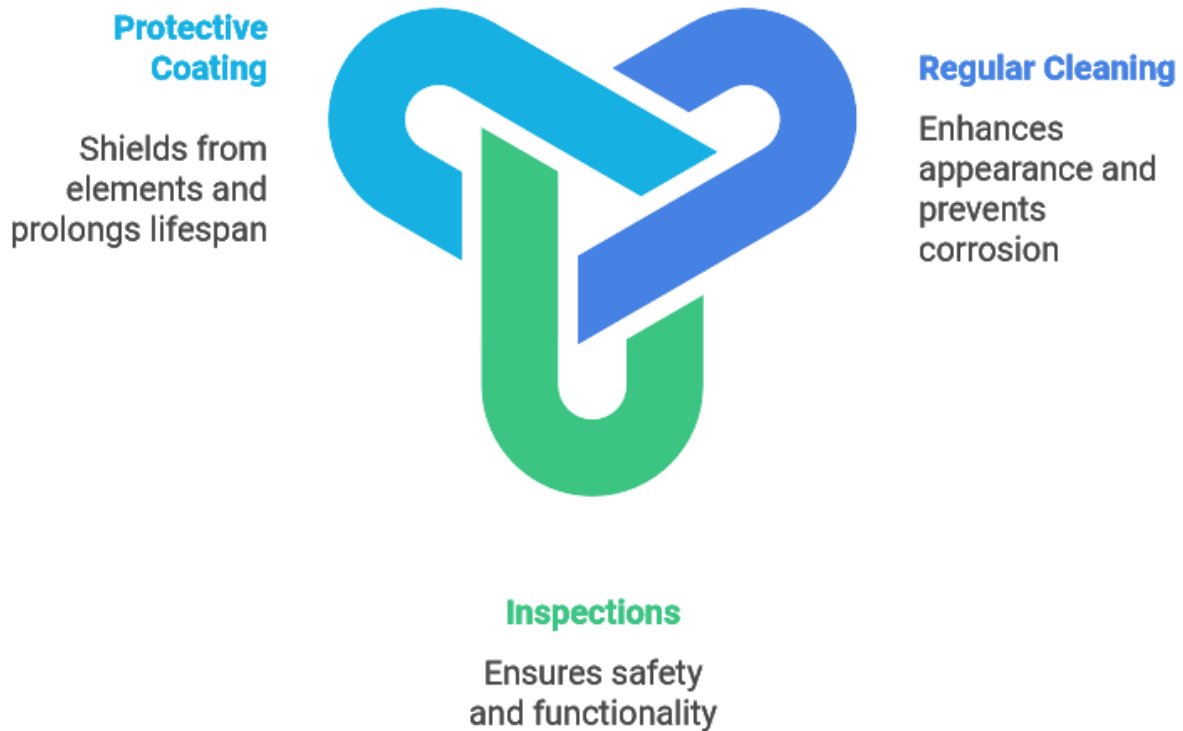 Protective
Coating
Shields from
elements and
prolongs lifespan
Regular Cleaning
Enhances
appearance and
prevents
corrosion
Inspections
Ensures safety
and functionality